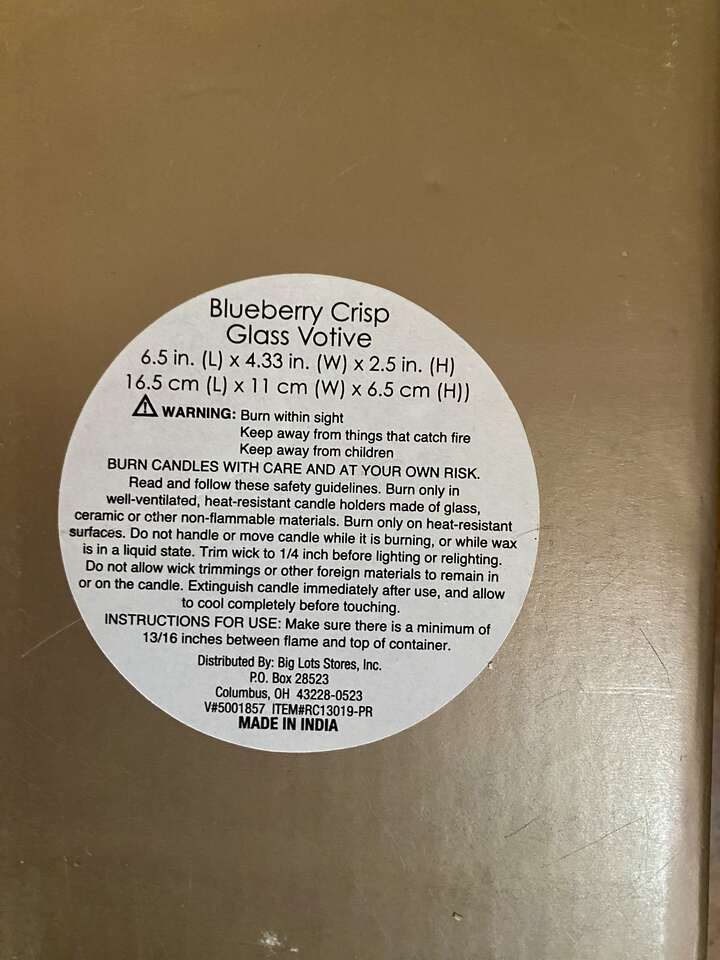 Blueberry Crisp
Glass Votive
6.5 in. (L) x 4.33 in. (W) x 2.5 in. (H)
16.5 cm (L) x 11 cm (W) x 6.5 cm (H))
WARNING: Burn within sight
Keep away from things that catch fire
Keep away from children
BURN CANDLES WITH CARE AND AT YOUR OWN RISK.
Read and follow these safety guidelines. Burn only in
well-ventilated, heat-resistant candle holders made of glass,
ceramic or other non-flammable materials. Burn only on heat-resistant
surfaces. Do not handle or move candle while it is burning, or while wax
is in a liquid state. Trim wick to 1/4 inch before lighting or relighting.
Do not allow wick trimmings or other foreign materials to remain in
or on the candle. Extinguish candle immediately after use, and allow
to cool completely before touching.
INSTRUCTIONS FOR USE: Make sure there is a minimum of
13/16 inches between flame and top of container.
Distributed By: Big Lots Stores, Inc.
P.O. Box 28523
Columbus, OH 43228-0523
V#5001857 ITEM#RC13019-PR
MADE IN INDIA